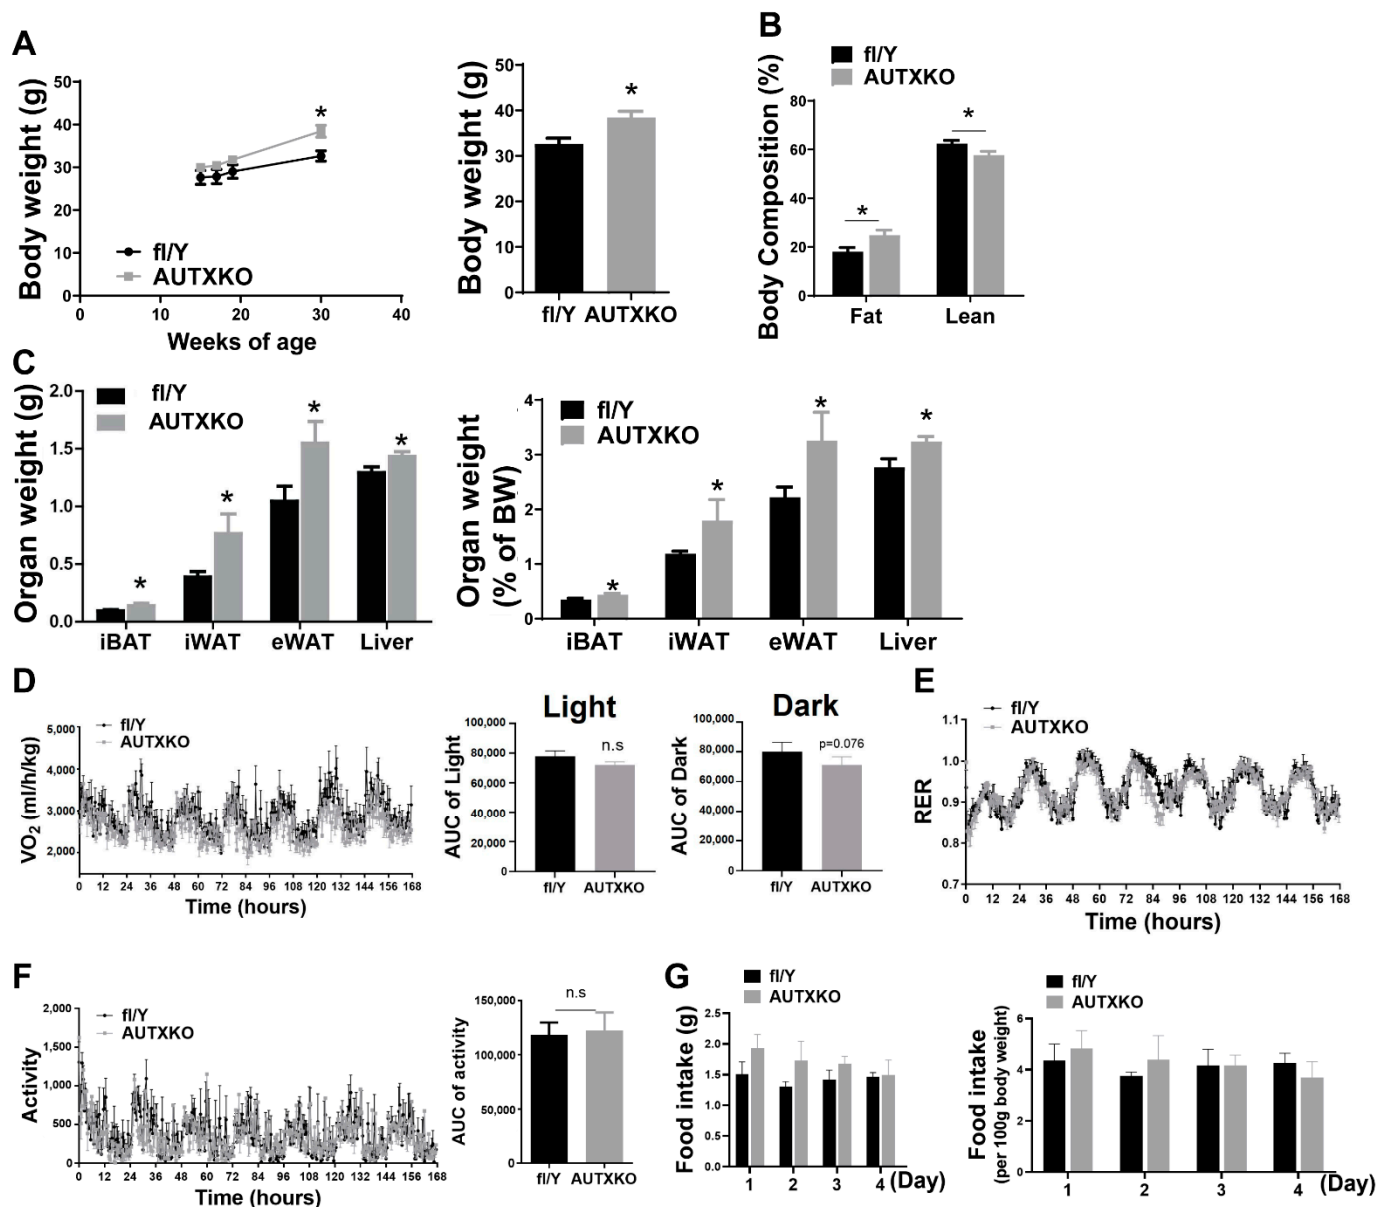 A
Body weight (g)
50
40
30
20
10
0
*
fl/Y
AUTXKO
0 10 20 30 40
Weeks of age
Body weight (g)
50
40
30
20
10
0
*
fl/Y AUTXKO
B
fl/Y
AUTXKO
Body Composition (%)
80
60
40
20
0
*
*
Fat Lean
C
Organ weight (g)
2.0
1.5
1.0
0.5
0.0
fl/Y
AUTXKO
* * * *
iBAT iWAT eWAT Liver
Organ weight
(% of BW)
4
3
2
1
0
fl/Y
AUTXKO
* * * *
iBAT iWAT eWAT Liver
D
VO2 (ml/h/kg)
5,000
4,000
3,000
2,000
fl/Y
AUTXKO
0 12 24 36 48 60 72 84 96 108 120 132 144 156 168
Time (hours)
Light
AUC of Light
100,000
80,000
60,000
40,000
20,000
0
n.s
fl/Y AUTXKO
Dark
AUC of Dark
100,000
80,000
60,000
40,000
20,000
0
p=0.076
fl/Y AUTXKO
E
fl/Y
AUTXKO
RER
1.1
1.0
0.9
0.8
0.7
0 12 24 36 48 60 72 84 96 108 120 132 144 156 168
Time (hours)
F
Activity
2,000
1,500
1,000
500
0
fl/Y
AUTXKO
0 12 24 36 48 60 72 84 96 108 120 132 144 156 168
Time (hours)
AUC of activity
150,000
100,000
50,000
0
n.s
fl/Y AUTXKO
G
fl/Y
AUTXKO
Food intake (g)
2.5
2.0
1.5
1.0
0.5
0.0
1 2 3 4 (Day)
fl/Y
AUTXKO
Food intake
(per 100g body weight)
6
4
2
0
1 2 3 4 (Day)